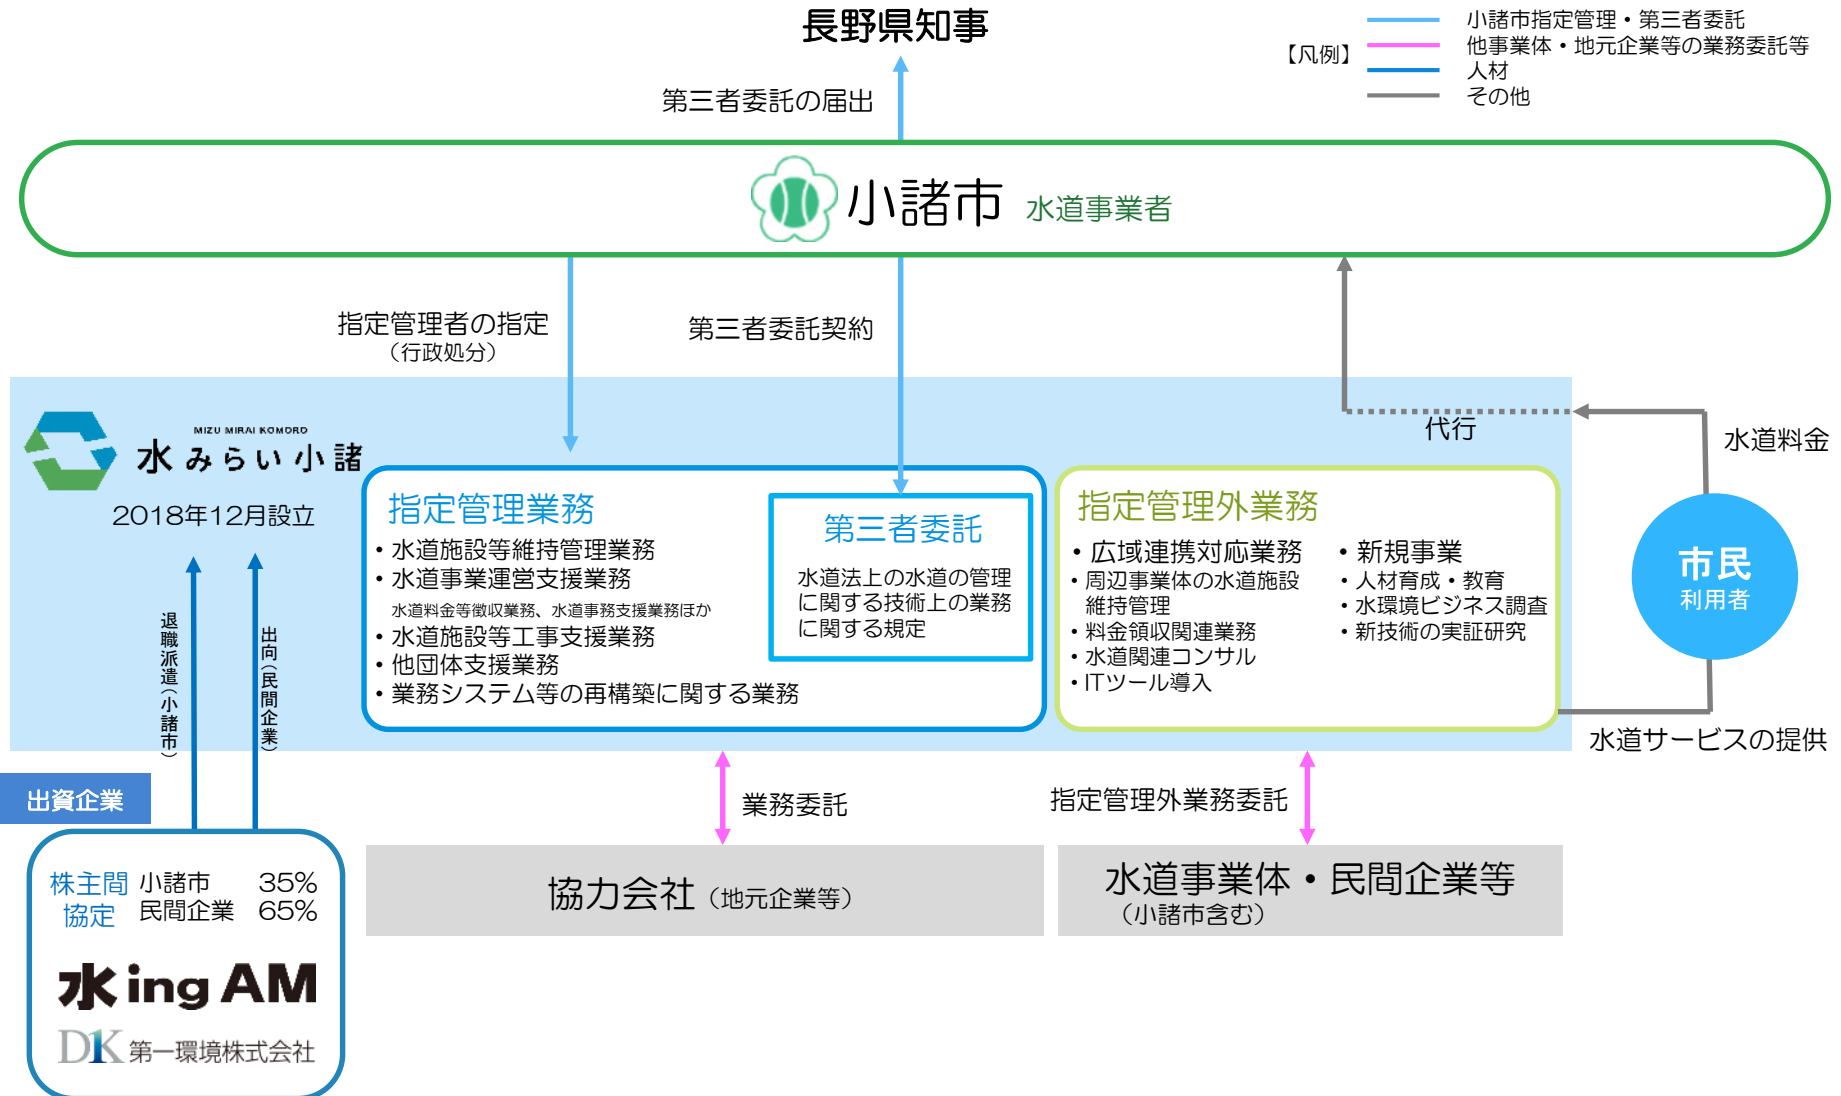 長野県知事
【凡例】
小諸市指定管理・第三者委託
他事業体・地元企業等の業務委託等
人材
その他
第三者委託の届出
小諸市 水道事業者
指定管理者の指定
（行政処分）
第三者委託契約
代行
水道料金
MIZU MIRAI KOMORO
水みらい小諸
2018年12月設立
指定管理業務
・水道施設等維持管理業務
・水道事業運営支援業務
水道料金等徴収業務、水道事務支援業務ほか
・水道施設等工事支援業務
・他団体支援業務
・業務システム等の再構築に関する業務
第三者委託
水道法上の水道の管理
に関する技術上の業務
に関する規定
指定管理外業務
・広域連携対応業務
・周辺事業体の水道施設
維持管理
・料金領収関連業務
・水道関連コンサル
・ITツール導入
・新規事業
・人材育成・教育
・水環境ビジネス調査
・新技術の実証研究
市民
利用者
水道サービスの提供
退職派遣（小諸市）
出向（民間企業）
出資企業
業務委託
指定管理外業務委託
株主間
協定
小諸市 35%
民間企業 65%
水ing AM
DK 第一環境株式会社
協力会社（地元企業等）
水道事業体・民間企業等
（小諸市含む）